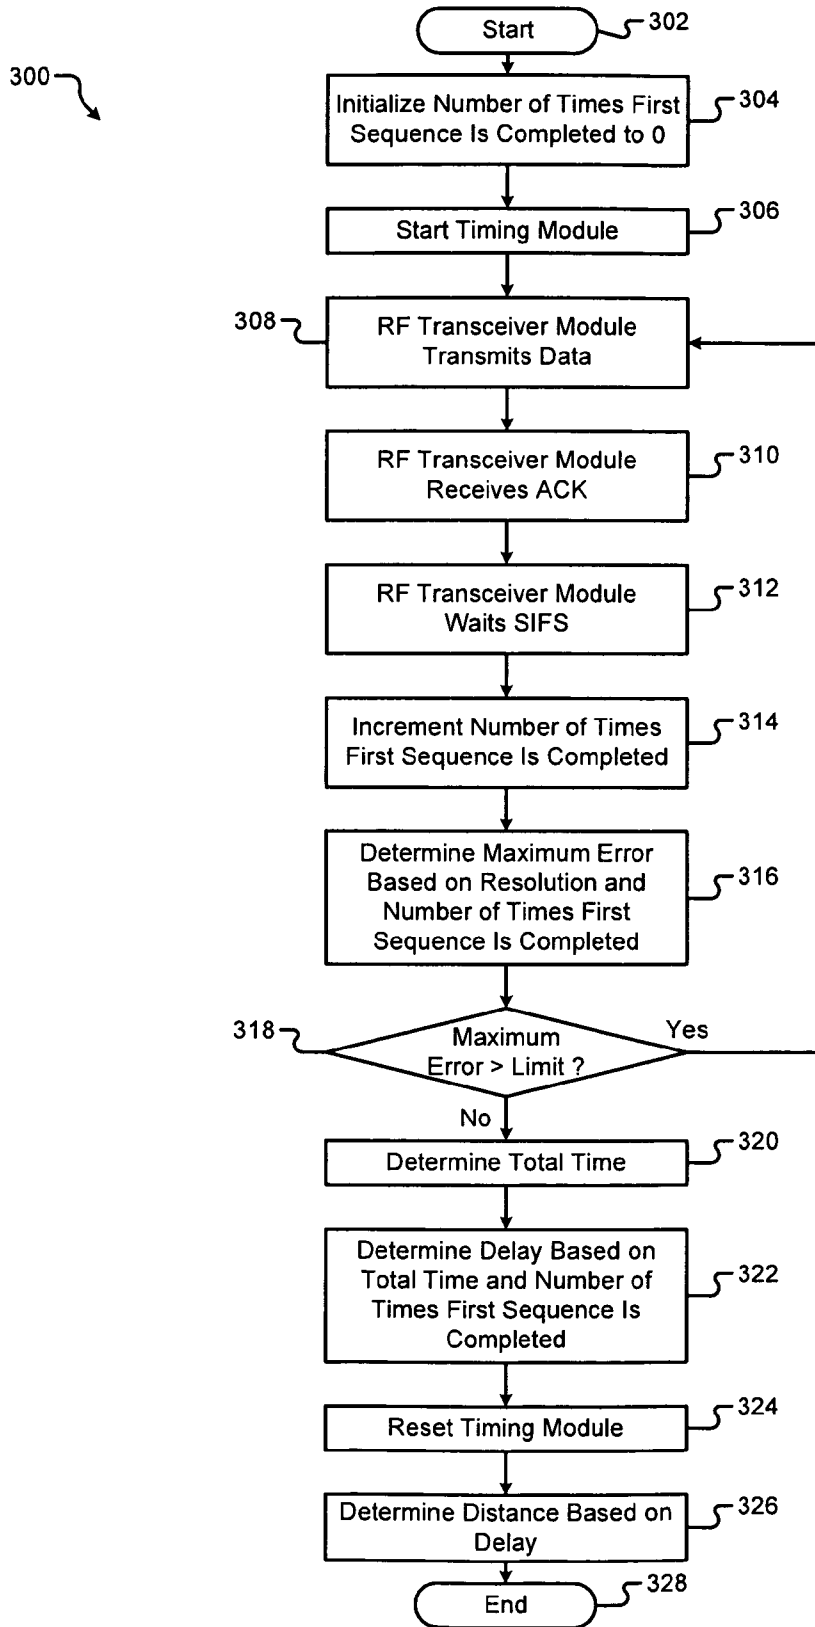 Start
302
300
Initialize Number of Times First
Sequence Is Completed to 0
304
Start Timing Module
306
308
RF Transceiver Module
Transmits Data
RF Transceiver Module
Receives ACK
310
RF Transceiver Module
Waits SIFS
312
Increment Number of Times
First Sequence Is Completed
314
Determine Maximum Error
Based on Resolution and
Number of Times First
Sequence Is Completed
316
318
Maximum
Error > Limit ?
Yes
No
Determine Total Time
320
Determine Delay Based on
Total Time and Number of
Times First Sequence Is
Completed
322
Reset Timing Module
324
Determine Distance Based on
Delay
326
End
328